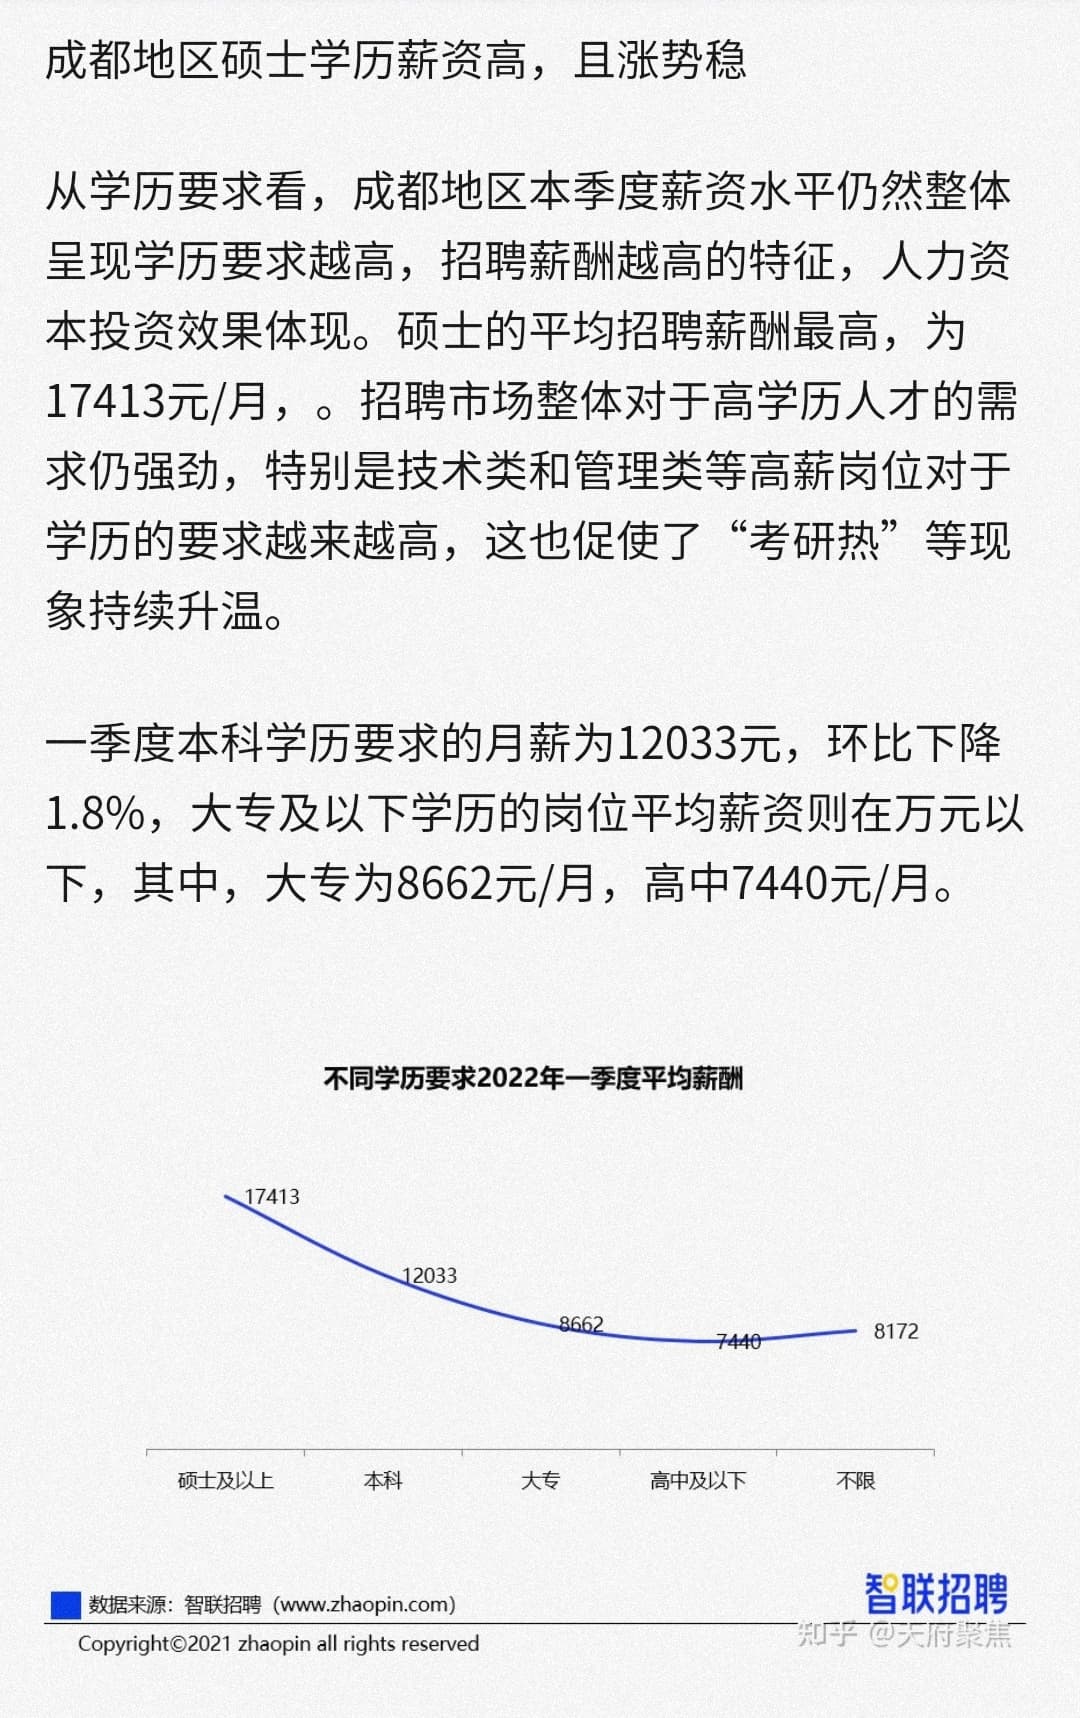 成都地区硕士学历薪资高，且涨势稳
从学历要求看，成都地区本季度薪资水平仍然整体
呈现学历要求越高，招聘薪酬越高的特征，人力资
本投资效果体现。硕士的平均招聘薪酬最高，为
17413元/月，。招聘市场整体对于高学历人才的需
求仍强劲，特别是技术类和管理类等高薪岗位对于
学历的要求越来越高，这也促使了“考研热”等现
象持续升温。
一季度本科学历要求的月薪为12033元，环比下降
1.8%，大专及以下学历的岗位平均薪资则在万元以
下，其中，大专为8662元/月，高中7440元/月。
不同学历要求2022年一季度平均薪酬
17413
12033
8662
7440
8172
硕士及以上 本科 大专 高中及以下 不限
数据来源：智联招聘（www.zhaopin.com）
智联招聘
Copyright©2021 zhaopin all rights reserved
知乎 @天府聚焦